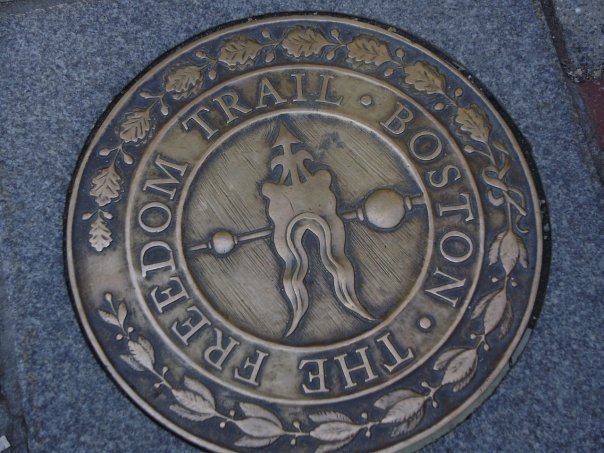 THE FREEDOM TRAIL · BOSTON ·